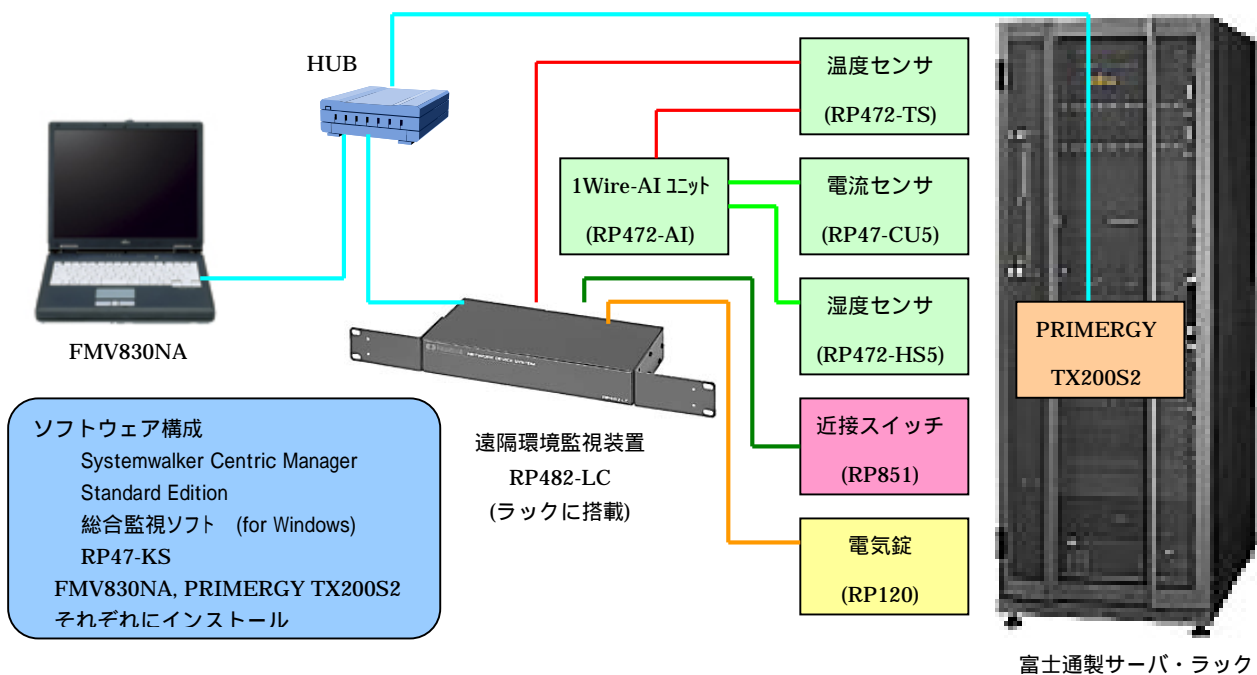 HUB
FMV830NA
温度センサ
(RP472-TS)
1Wire-AI ﾕﾆｯﾄ
(RP472-AI)
電流センサ
(RP47-CU5)
湿度センサ
(RP472-HS5)
近接スイッチ
(RP851)
電気錠
(RP120)
PRIMERGY
TX200S2
遠隔環境監視装置
RP482-LC
(ラックに搭載)
ソフトウェア構成
Systemwalker Centric Manager
Standard Edition
総合監視ソフト (for Windows)
RP47-KS
FMV830NA, PRIMERGY TX200S2
それぞれにインストール
富士通製サーバ・ラック